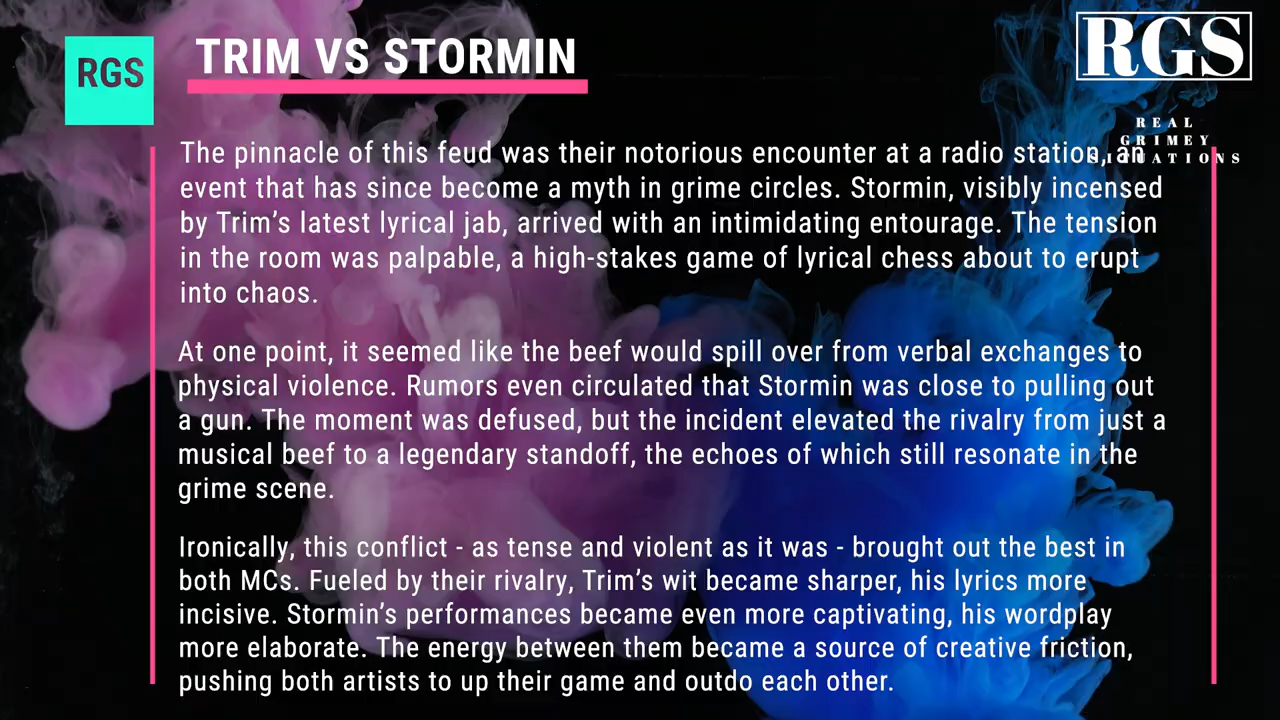 RGS
TRIM VS STORMIN
RGS
REAL
GRIMEY
SITUATIONS
The pinnacle of this feud was their notorious encounter at a radio station, an
event that has since become a myth in grime circles. Stormin, visibly incensed
by Trim’s latest lyrical jab, arrived with an intimidating entourage. The tension
in the room was palpable, a high-stakes game of lyrical chess about to erupt
into chaos.
At one point, it seemed like the beef would spill over from verbal exchanges to
physical violence. Rumors even circulated that Stormin was close to pulling out
a gun. The moment was defused, but the incident elevated the rivalry from just a
musical beef to a legendary standoff, the echoes of which still resonate in the
grime scene.
Ironically, this conflict - as tense and violent as it was - brought out the best in
both MCs. Fueled by their rivalry, Trim’s wit became sharper, his lyrics more
incisive. Stormin’s performances became even more captivating, his wordplay
more elaborate. The energy between them became a source of creative friction,
pushing both artists to up their game and outdo each other.